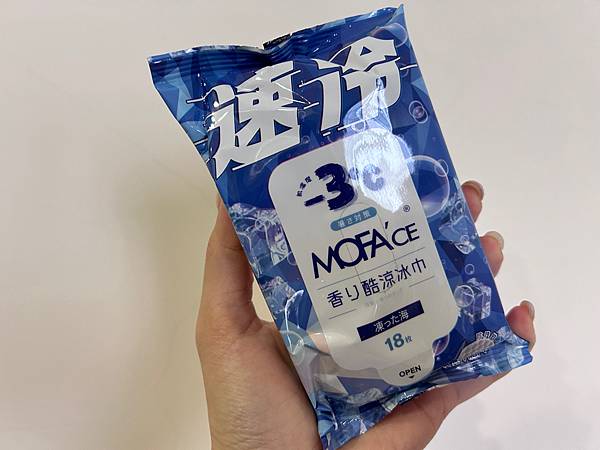 速冷
-3℃
暑さ対策
MOFA'CE®
香り酷涼冰巾
凍った海
18枚
OPEN